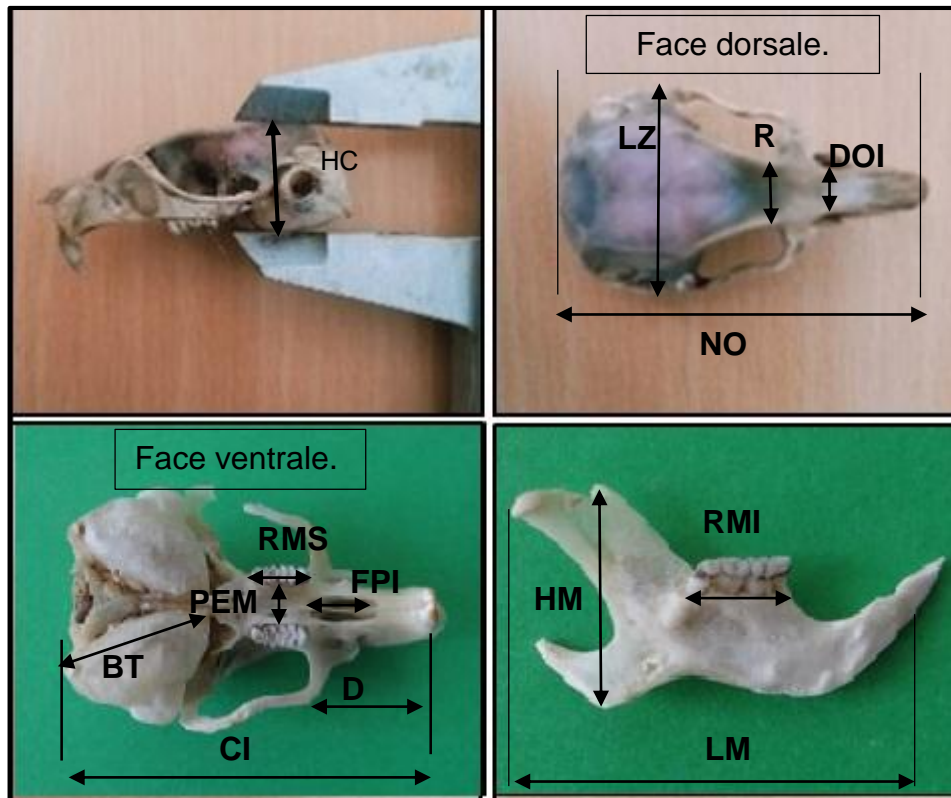 HC
Face dorsale.
LZ
R
DOI
NO
Face ventrale.
RMS
FPI
PEM
BT
D
CI
RMI
HM
LM